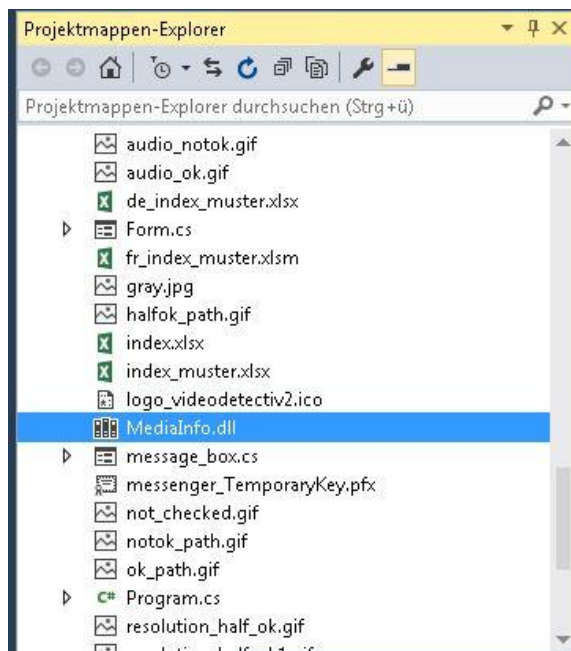 Projektmappen-Explorer
Projektmappen-Explorer durchsuchen (Strg+ü)
audio_notok.gif
audio_ok.gif
de_index_muster.xlsx
Form.cs
fr_index_muster.xlsm
gray.jpg
halfok_path.gif
index.xlsx
index_muster.xlsx
logo_videodetectiv2.ico
MediaInfo.dll
message_box.cs
messenger_TemporaryKey.pfx
not_checked.gif
notok_path.gif
ok_path.gif
C# Program.cs
resolution_half_ok.gif